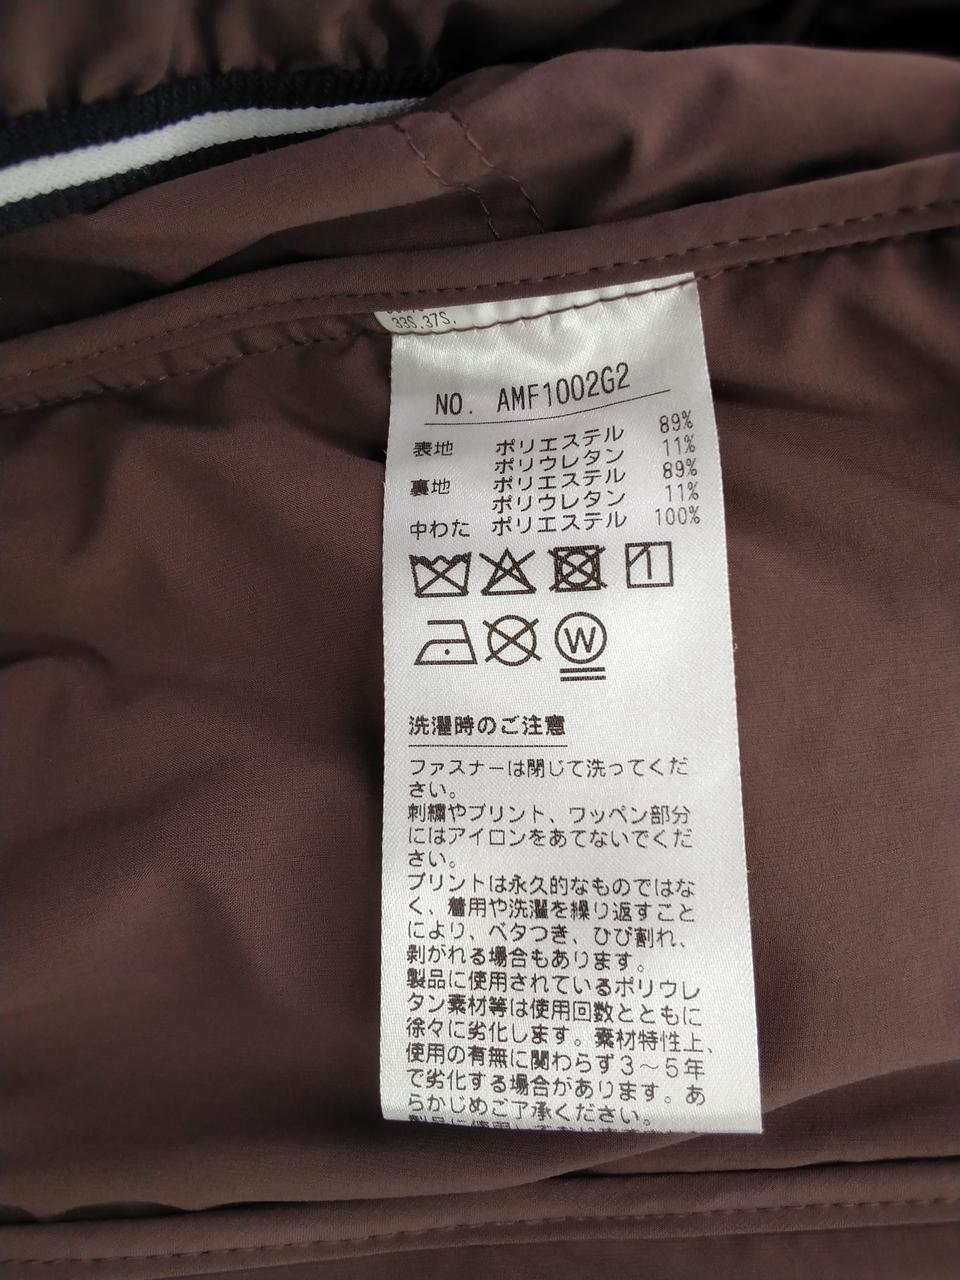 33S.37S.
NO. AMF1002G2
表地 ポリエステル 89%
ポリウレタン 11%
裏地 ポリエステル 89%
ポリウレタン 11%
中わた ポリエステル 100%
W
洗濯時のご注意
ファスナーは閉じて洗ってくだ
さい。
刺繍やプリント、ワッペン部分
にはアイロンをあてないでくだ
さい。
プリントは永久的なものではな
く、着用や洗濯を繰り返すこと
により、ベタつき、ひび割れ、
剥がれる場合もあります。
製品に使用されているポリウレ
タン素材等は使用回数とともに
徐々に劣化します。素材特性上、
使用の有無に関わらず3～5年
で劣化する場合があります。あ
らかじめご了承ください。